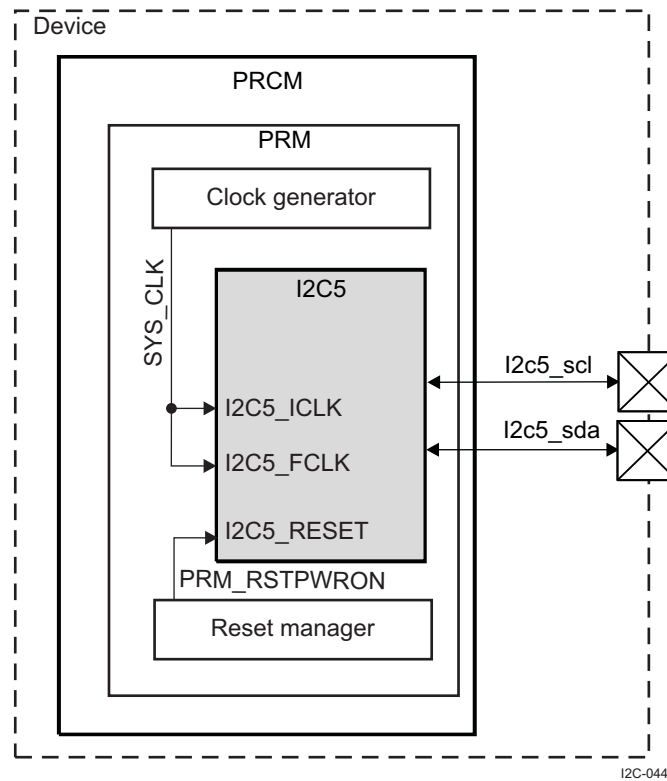 Device
PRCM
PRM
Clock generator
SYS_CLK
I2C5
I2c5_scl
I2C5_ICLK
I2c5_sda
I2C5_FCLK
I2C5_RESET
PRM_RSTPWRON
Reset manager
I2C-044